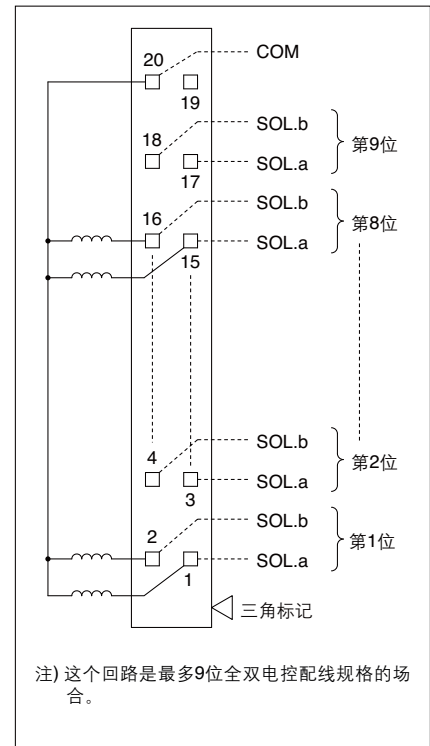 20
COM
19
18
SOL.b
第9位
SOL.a
17
16
SOL.b
第8位
SOL.a
15
4
SOL.b
第2位
SOL.a
3
2
SOL.b
第1位
SOL.a
1
三角标记
注) 这个回路是最多9位全双电控配线规格的场
合。